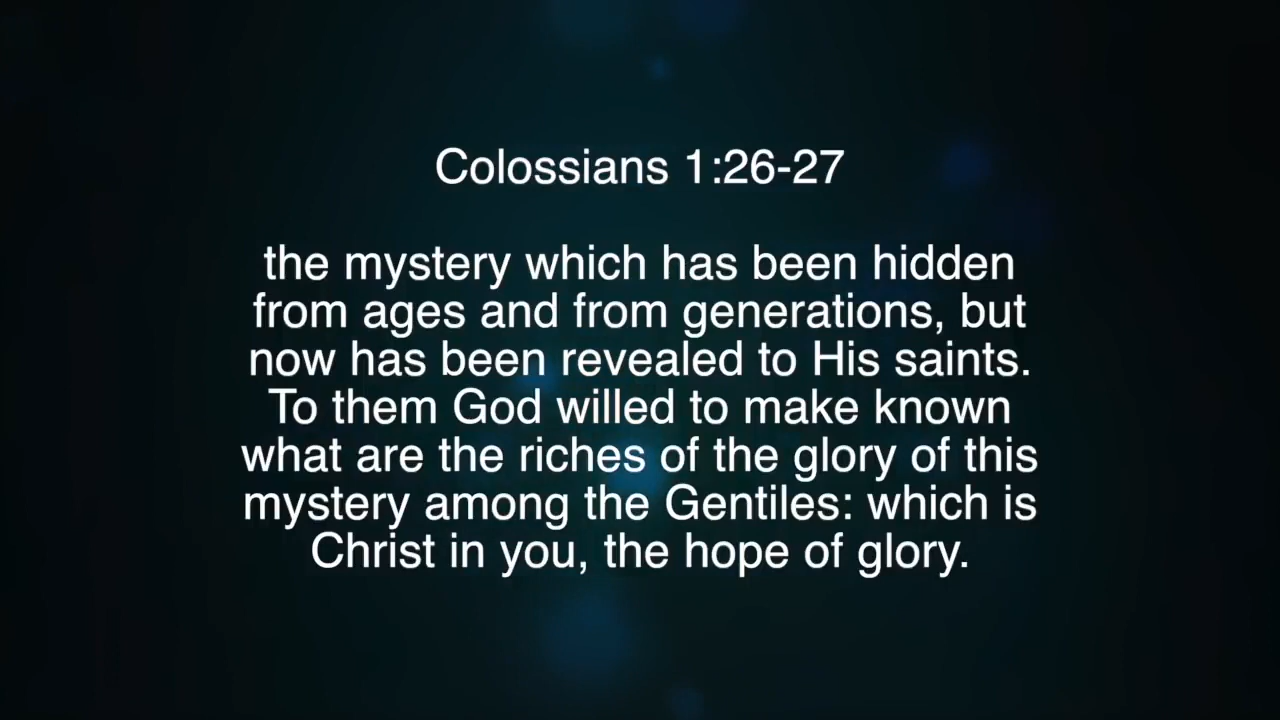 Colossians 1:26-27
the mystery which has been hidden
from ages and from generations, but
now has been revealed to His saints.
To them God willed to make known
what are the riches of the glory of this
mystery among the Gentiles: which is
Christ in you, the hope of glory.